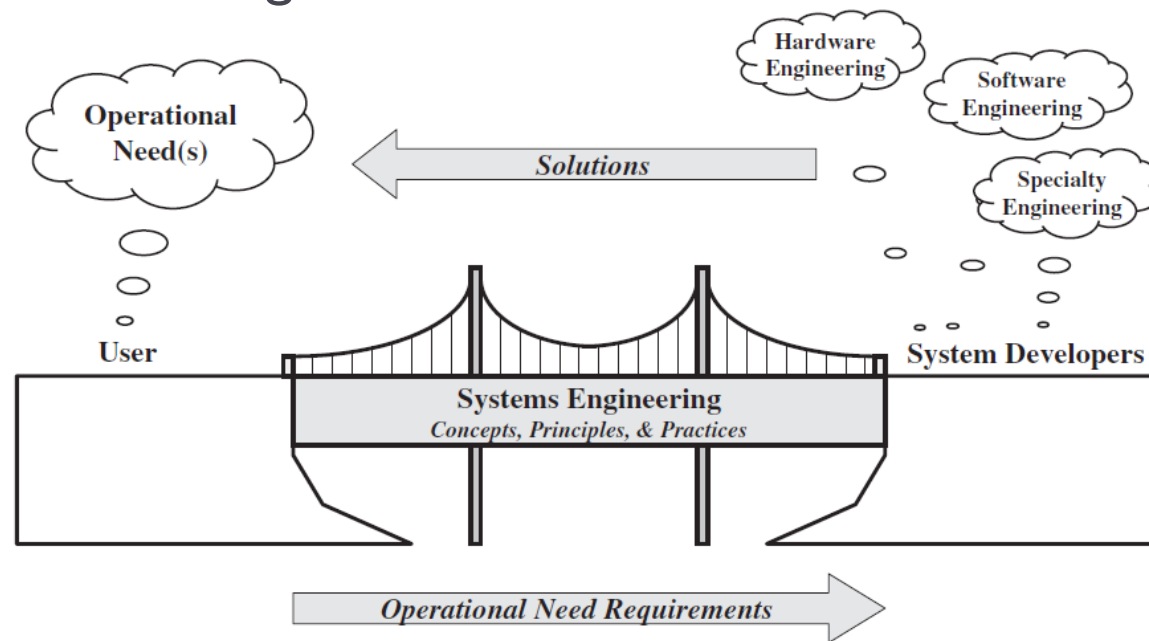 Hardware
Engineering
Software
Engineering
Operational
Need(s)
Solutions
Specialty
Engineering
User
System Developers
Systems Engineering
Concepts, Principles, & Practices
Operational Need Requirements